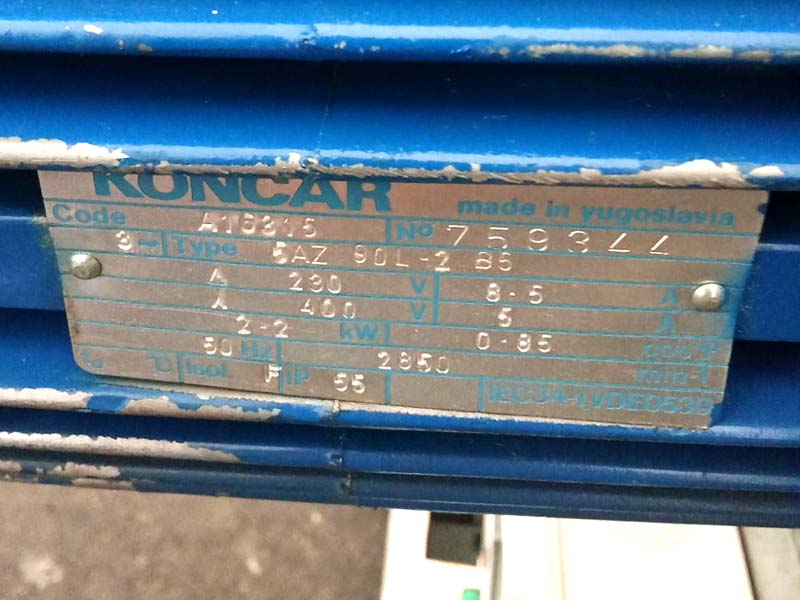 KONČAR made in yugoslavia
Code A16315 Nº 759344
3~ Type 5AZ 90L-2 B5
Δ 230 V 8.5 A
400 V 5 A
2.2 kW 0.85 cos φ
50 Hz 2850 min-1
°C Isol. F IP 55 IEC34-1/VDE0530